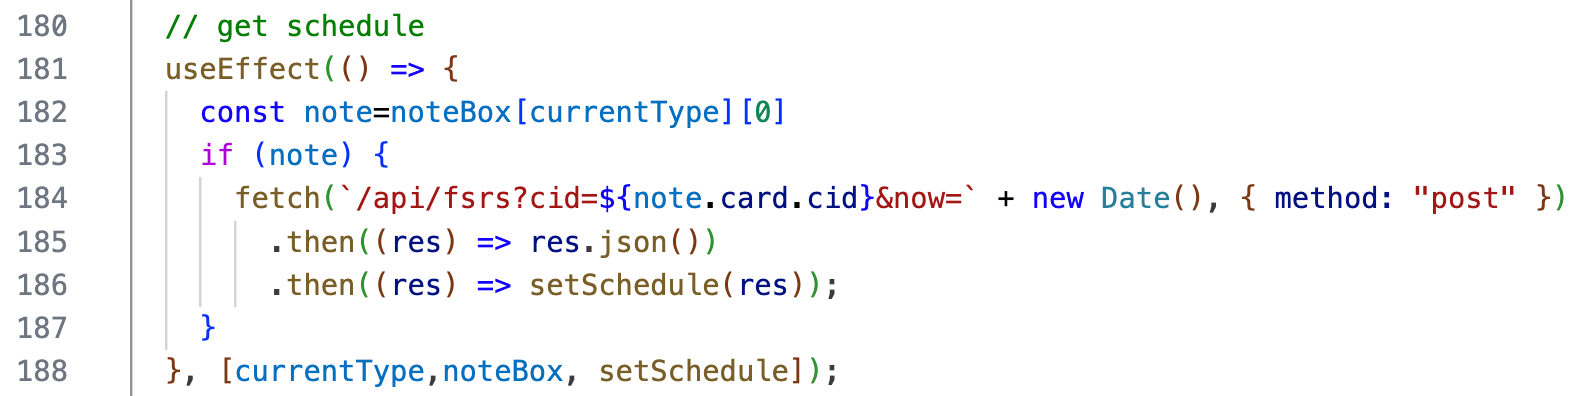 180 // get schedule
181 useEffect(() => {
182 const note=noteBox[currentType][0]
183 if (note) {
184 fetch(`/api/fsrs?cid=${note.card.cid}&now=` + new Date(), { method: "post" })
185 .then((res) => res.json())
186 .then((res) => setSchedule(res));
187 }
188 }, [currentType,noteBox, setSchedule]);